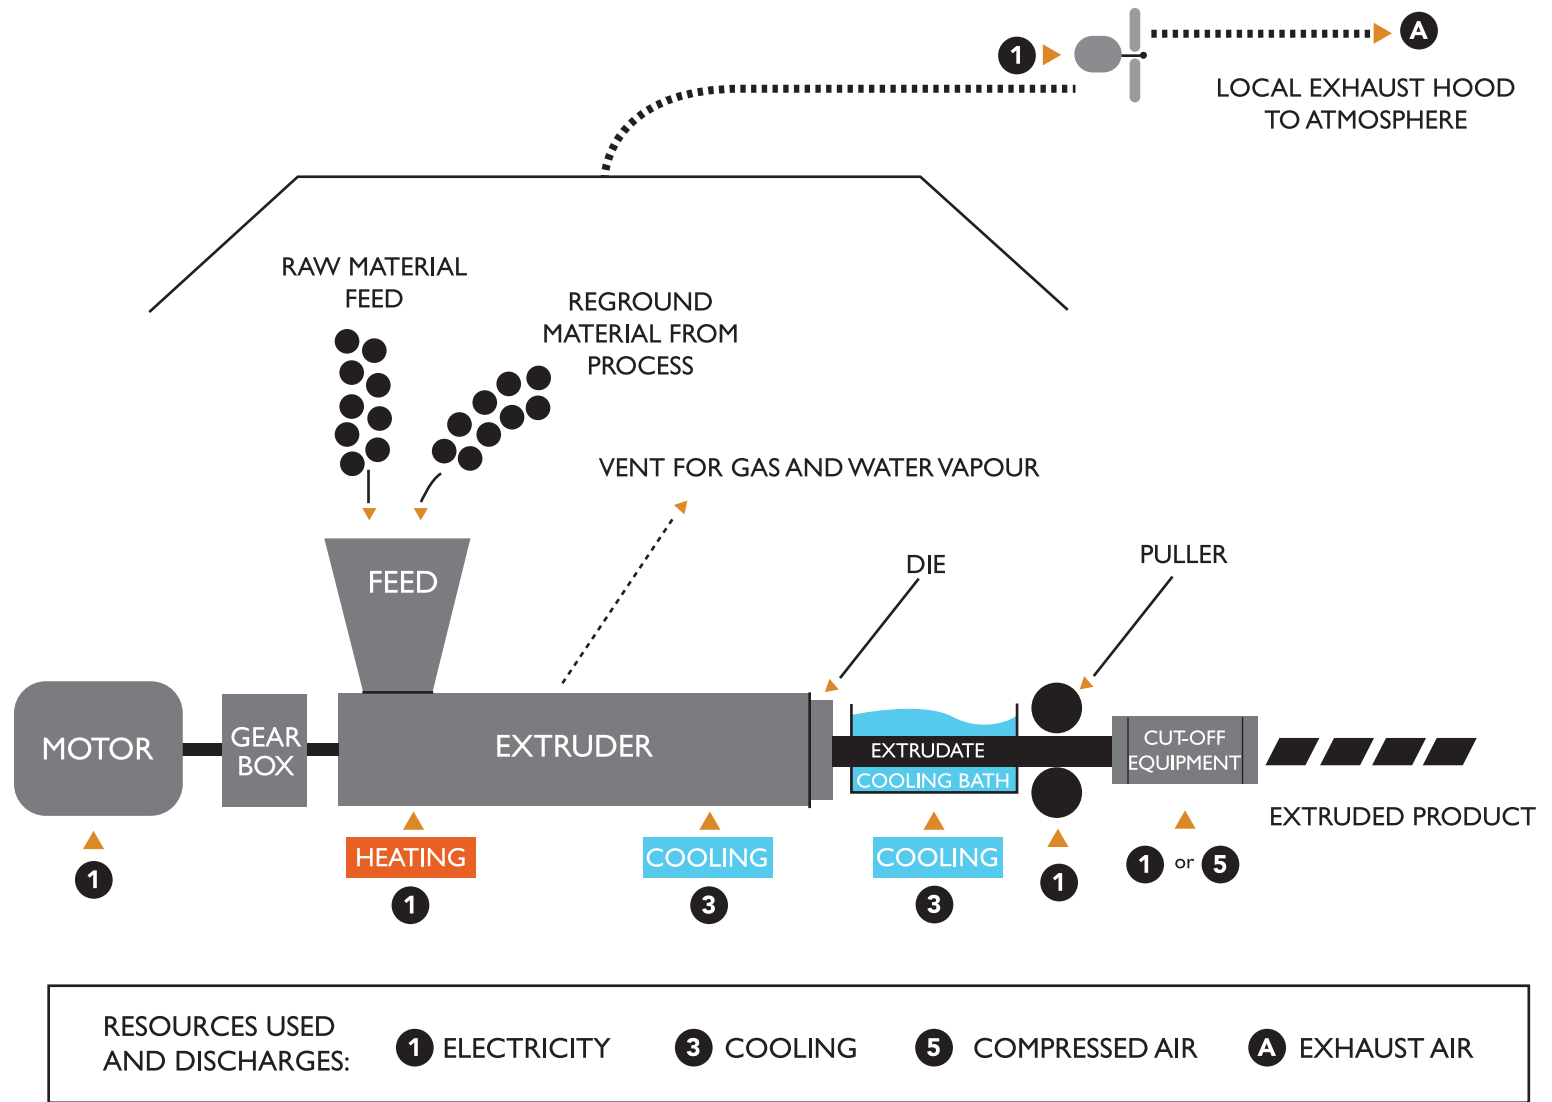 1
A
LOCAL EXHAUST HOOD
TO ATMOSPHERE
RAW MATERIAL
FEED
REGROUND
MATERIAL FROM
PROCESS
VENT FOR GAS AND WATER VAPOUR
FEED
DIE
PULLER
MOTOR
GEAR
BOX
EXTRUDER
EXTRUDATE
COOLING BATH
CUT-OFF
EQUIPMENT
EXTRUDED PRODUCT
HEATING
COOLING
COOLING
1
1
3
3
1
1 or 5
RESOURCES USED
AND DISCHARGES:
1 ELECTRICITY
3 COOLING
5 COMPRESSED AIR
A EXHAUST AIR